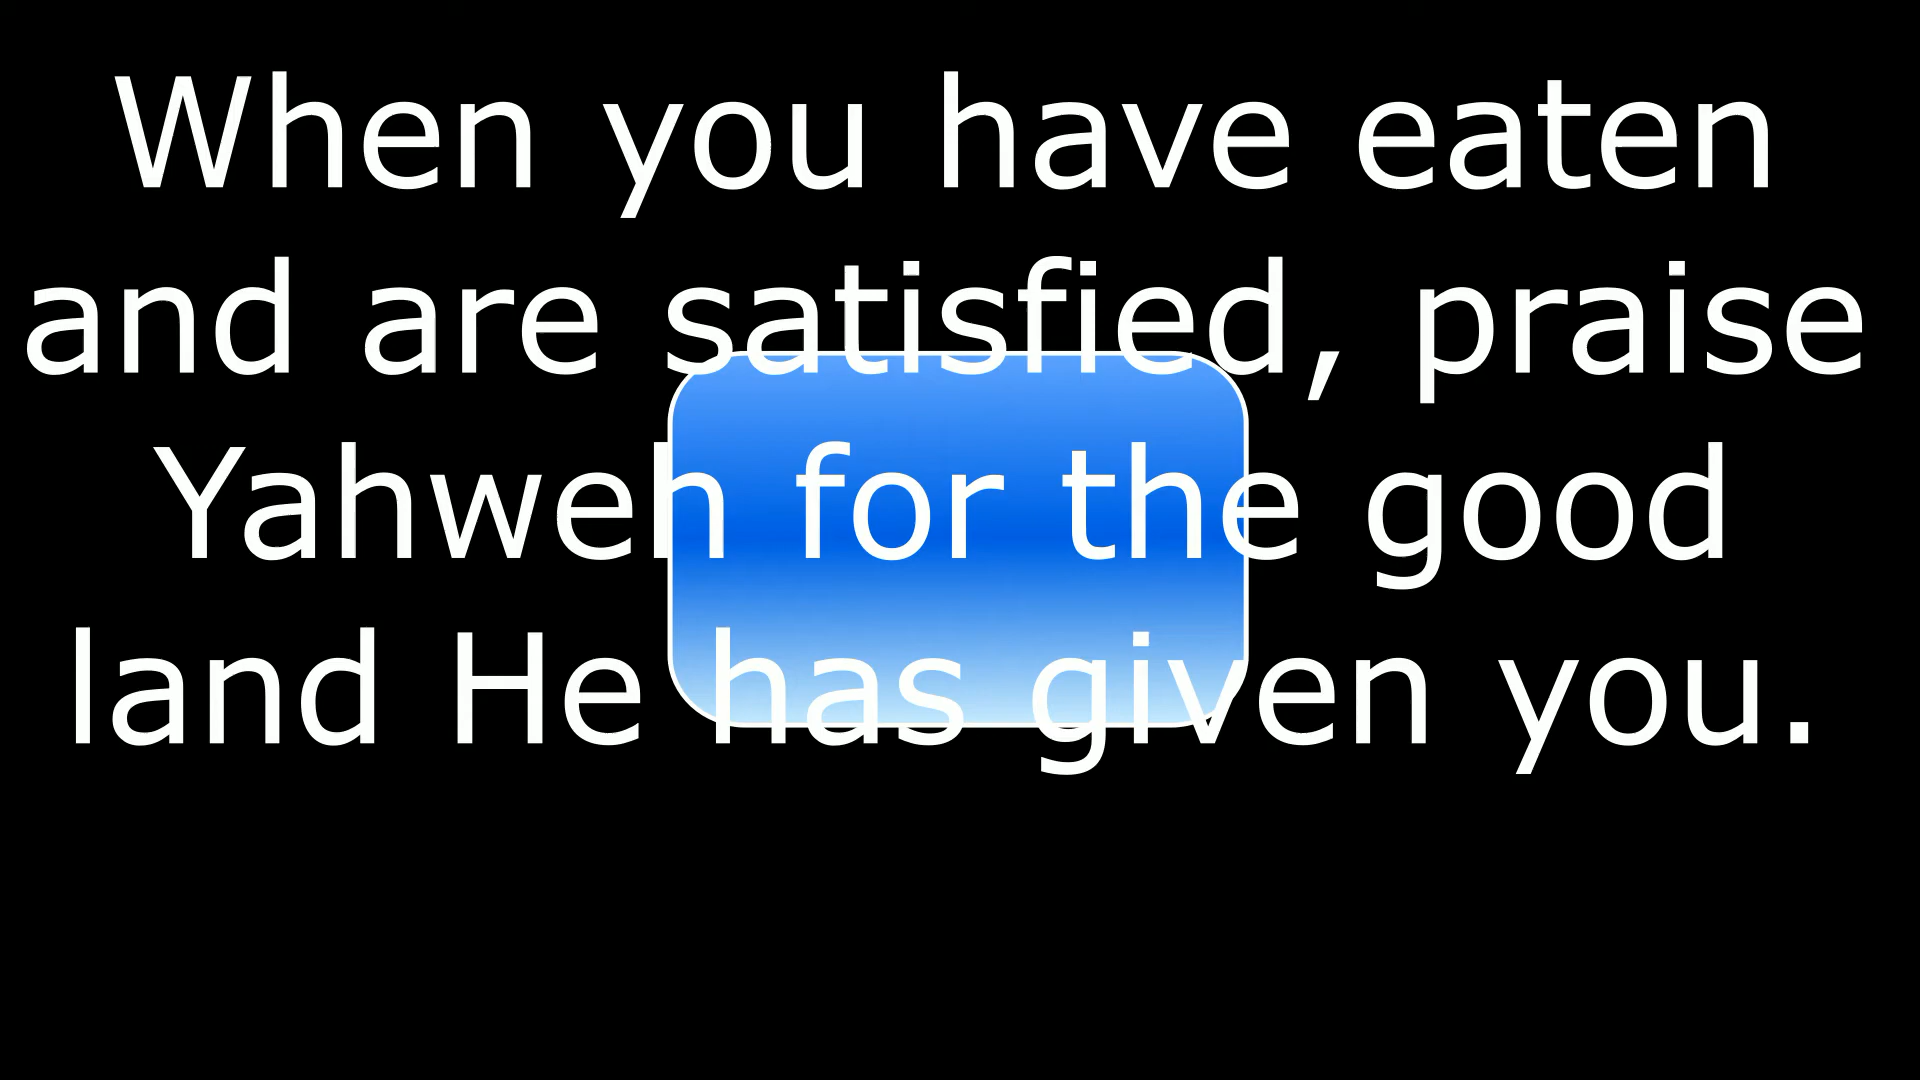 When you have eaten
and are satisfied, praise
Yahweh for the good
land He has given you.